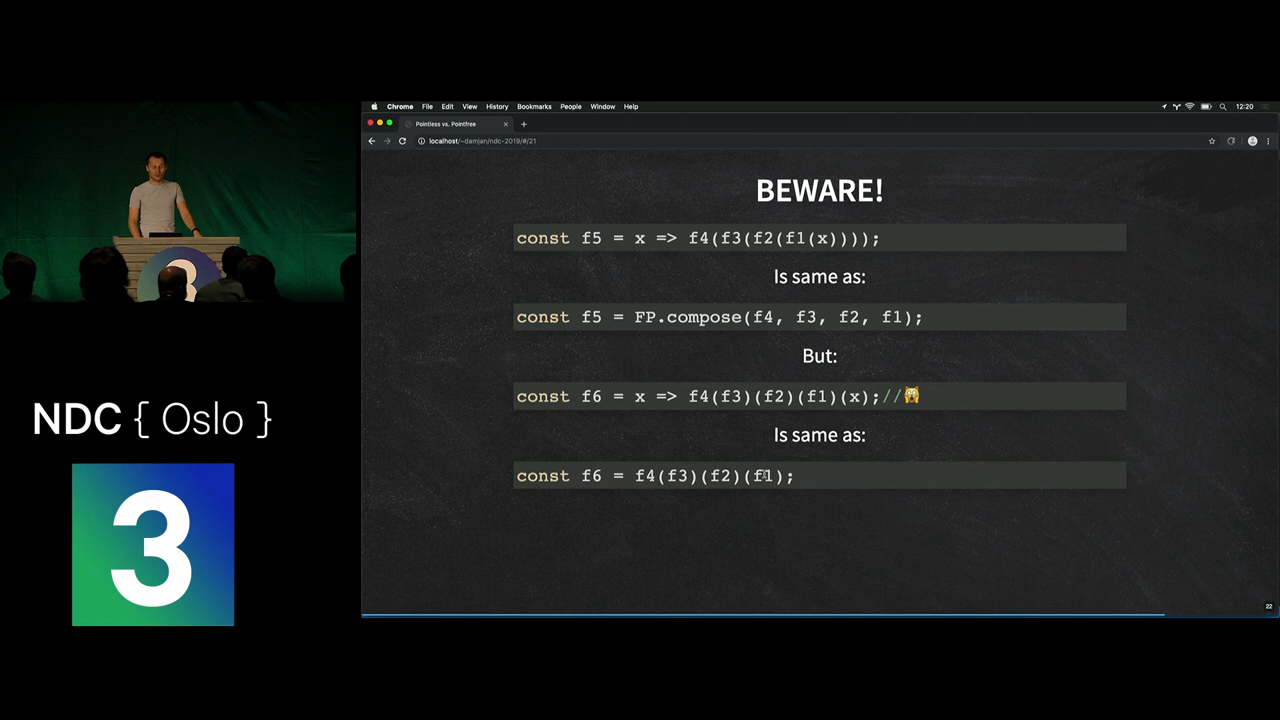 Chrome File Edit View History Bookmarks People Window Help 12:20
Pointless vs. Pointfree
localhost/~damjan/ndc-2019/#/21
BEWARE!
const f5 = x => f4(f3(f2(f1(x))));
Is same as:
const f5 = FP.compose(f4, f3, f2, f1);
But:
const f6 = x => f4(f3)(f2)(f1)(x);//🙀
Is same as:
const f6 = f4(f3)(f2)(f1);
22
3
NDC { Oslo }
3